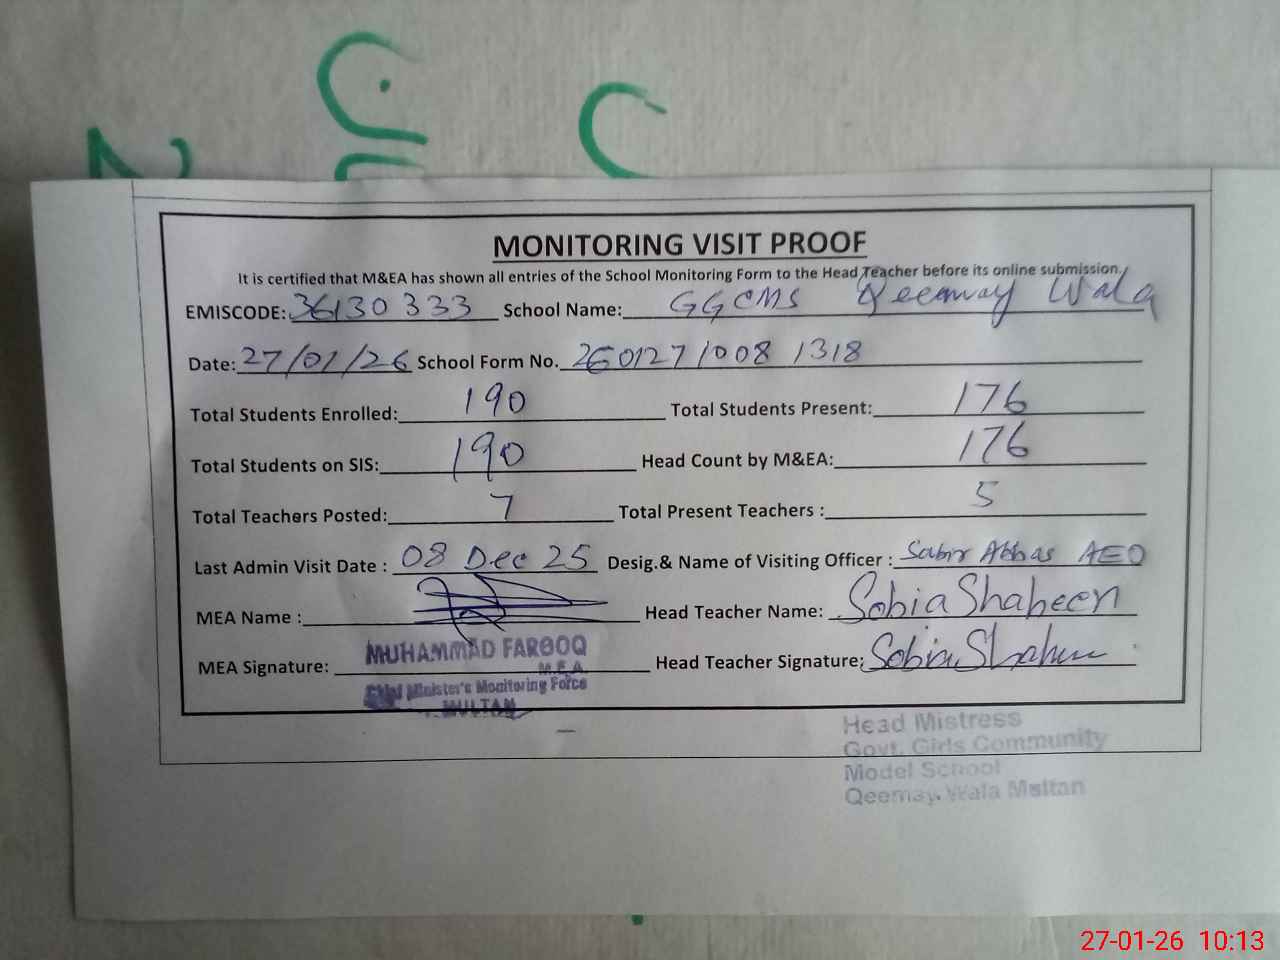 MONITORING VISIT PROOF
It is certified that M&EA has shown all entries of the School Monitoring Form to the Head Teacher before its online submission.
EMISCODE: 36130333 School Name: GGCMS Qeemay Wala
Date: 27/01/26 School Form No. 26012710081318
Total Students Enrolled: 190 Total Students Present: 176
Total Students on SIS: 190 Head Count by M&EA: 176
Total Teachers Posted: 7 Total Present Teachers : 5
Last Admin Visit Date : 08 Dec 25 Desig.& Name of Visiting Officer : Sabir Abbas AEO
MEA Name : Head Teacher Name: Sobia Shaheen
MEA Signature: Head Teacher Signature: Sobia Shaheen
MUHAMMAD FAROOQ
M.E.A
Chief Minister's Monitoring Force
MULTAN
Head Mistress
Govt. Girls Community
Model School
Qeemay Wala Multan
27-01-26 10:13